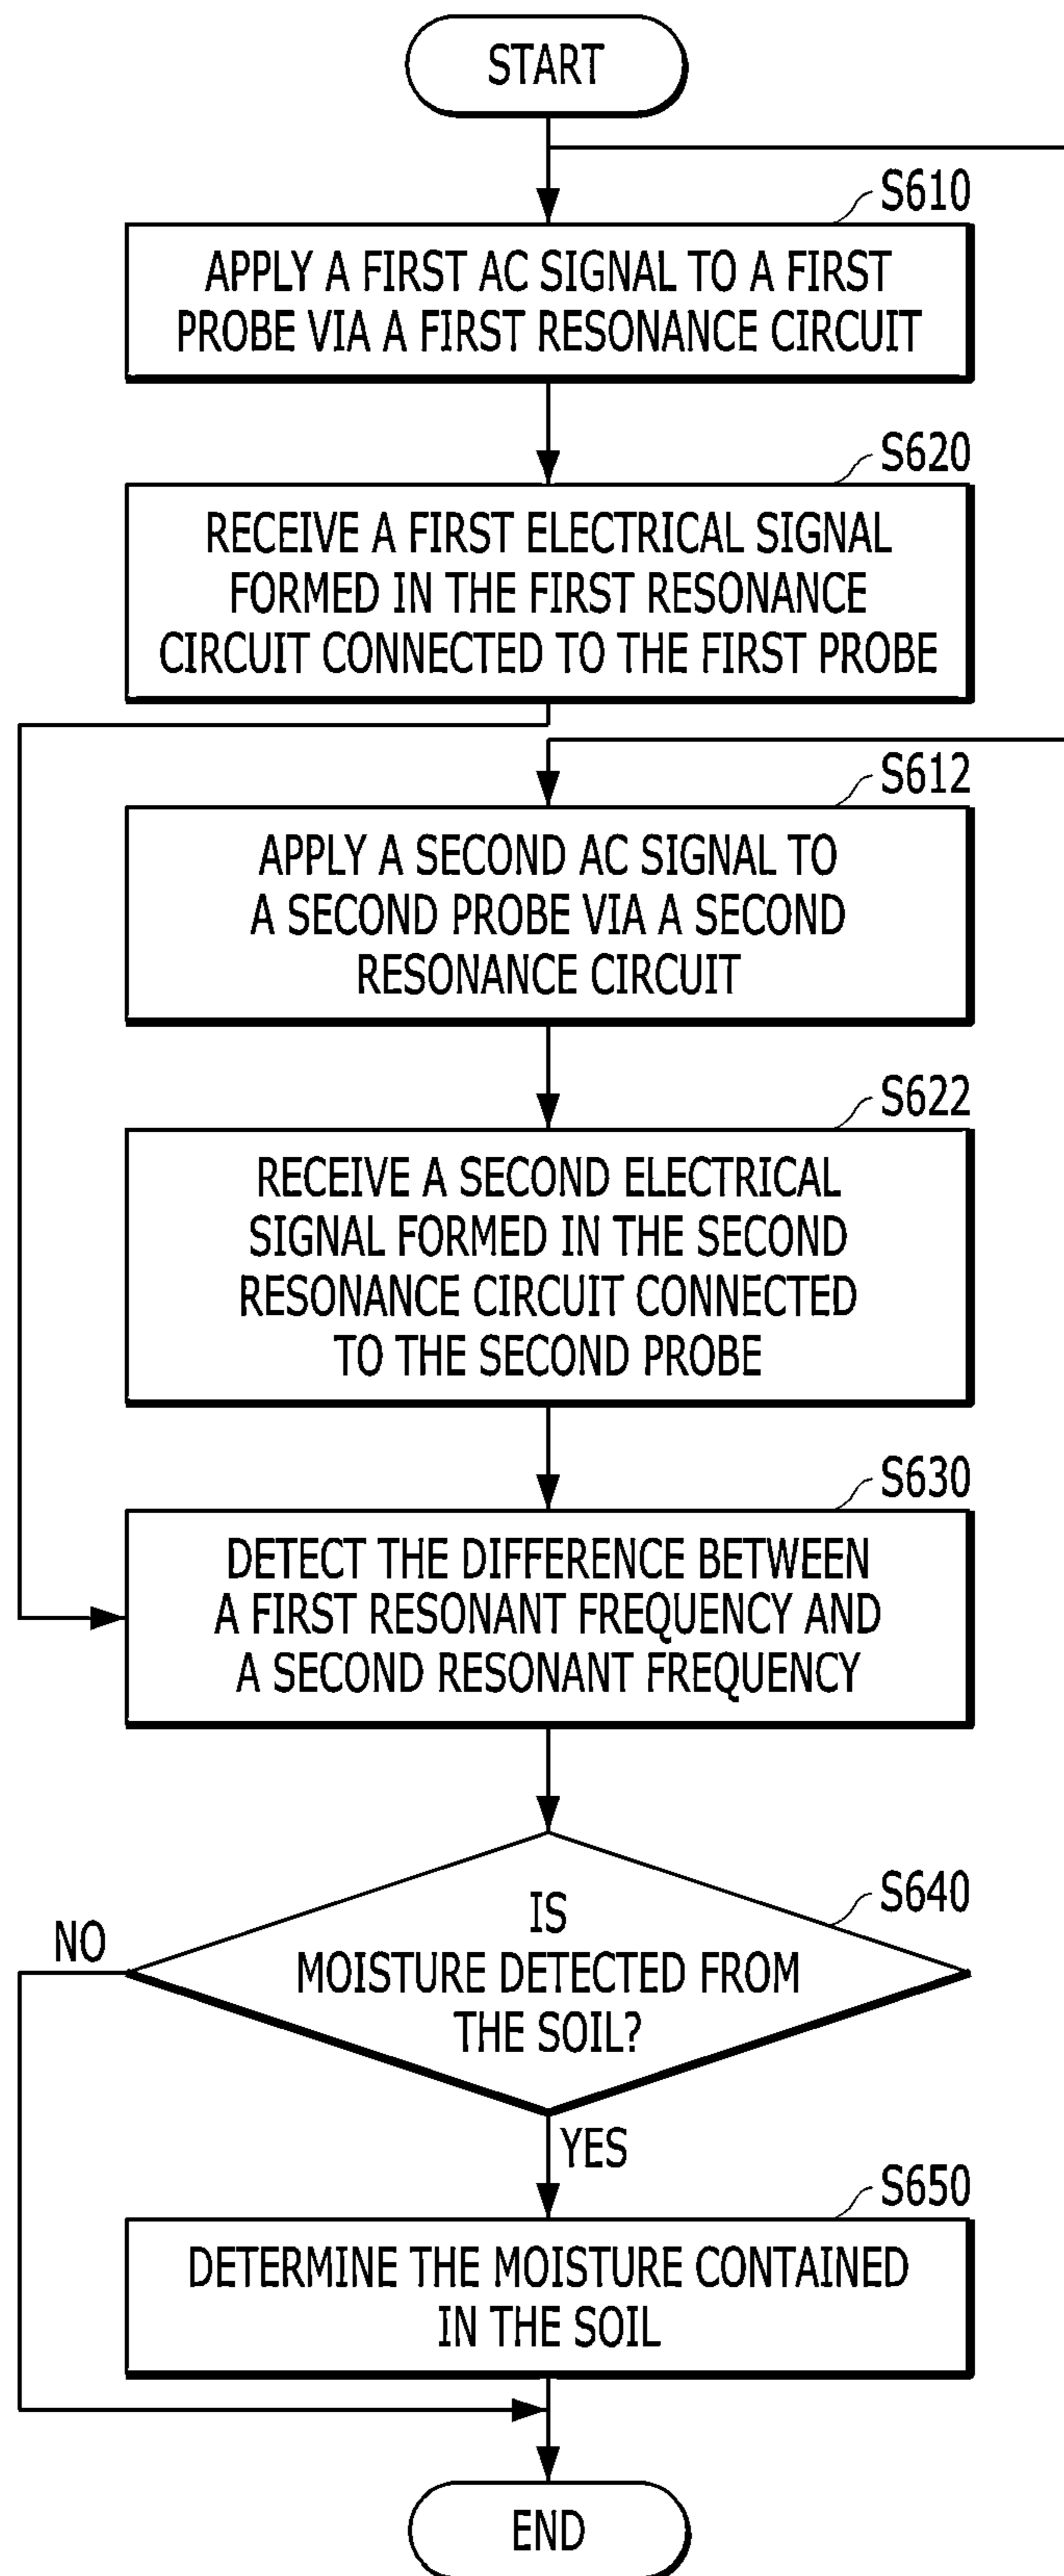 START
S610
APPLY A FIRST AC SIGNAL TO A FIRST
PROBE VIA A FIRST RESONANCE CIRCUIT
S620
RECEIVE A FIRST ELECTRICAL SIGNAL
FORMED IN THE FIRST RESONANCE
CIRCUIT CONNECTED TO THE FIRST PROBE
S612
APPLY A SECOND AC SIGNAL TO
A SECOND PROBE VIA A SECOND
RESONANCE CIRCUIT
S622
RECEIVE A SECOND ELECTRICAL
SIGNAL FORMED IN THE SECOND
RESONANCE CIRCUIT CONNECTED
TO THE SECOND PROBE
S630
DETECT THE DIFFERENCE BETWEEN
A FIRST RESONANT FREQUENCY AND
A SECOND RESONANT FREQUENCY
S640
IS
MOISTURE DETECTED FROM
THE SOIL?
NO
YES
S650
DETERMINE THE MOISTURE CONTAINED
IN THE SOIL
END